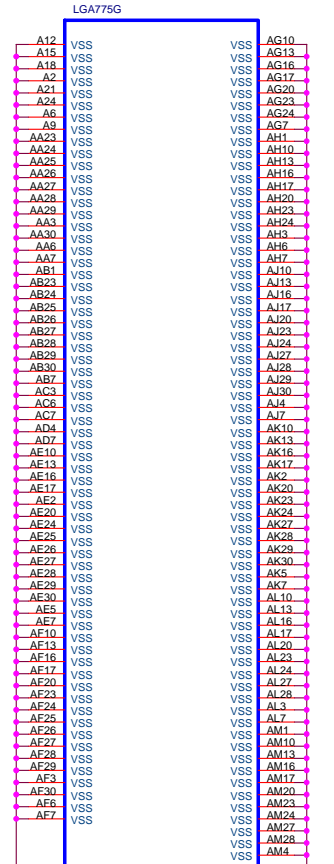 LGA775G
A12 VSS VSS AG10
A15 VSS VSS AG13
A18 VSS VSS AG16
A2 VSS VSS AG17
A21 VSS VSS AG20
A24 VSS VSS AG23
A6 VSS VSS AG24
A9 VSS VSS AG7
AA23 VSS VSS AH1
AA24 VSS VSS AH10
AA25 VSS VSS AH13
AA26 VSS VSS AH16
AA27 VSS VSS AH17
AA28 VSS VSS AH20
AA29 VSS VSS AH23
AA3 VSS VSS AH24
AA30 VSS VSS AH3
AA6 VSS VSS AH6
AA7 VSS VSS AH7
AB1 VSS VSS AJ10
AB23 VSS VSS AJ13
AB24 VSS VSS AJ16
AB25 VSS VSS AJ17
AB26 VSS VSS AJ20
AB27 VSS VSS AJ23
AB28 VSS VSS AJ24
AB29 VSS VSS AJ27
AB30 VSS VSS AJ28
AB7 VSS VSS AJ29
AC3 VSS VSS AJ30
AC6 VSS VSS AJ4
AC7 VSS VSS AJ7
AD4 VSS VSS AK10
AD7 VSS VSS AK13
AE10 VSS VSS AK16
AE13 VSS VSS AK17
AE16 VSS VSS AK2
AE17 VSS VSS AK20
AE2 VSS VSS AK23
AE20 VSS VSS AK24
AE24 VSS VSS AK27
AE25 VSS VSS AK28
AE26 VSS VSS AK29
AE27 VSS VSS AK30
AE28 VSS VSS AK5
AE29 VSS VSS AK7
AE30 VSS VSS AL10
AE5 VSS VSS AL13
AE7 VSS VSS AL16
AF10 VSS VSS AL17
AF13 VSS VSS AL20
AF16 VSS VSS AL23
AF17 VSS VSS AL24
AF20 VSS VSS AL27
AF23 VSS VSS AL28
AF24 VSS VSS AL3
AF25 VSS VSS AL7
AF26 VSS VSS AM1
AF27 VSS VSS AM10
AF28 VSS VSS AM13
AF29 VSS VSS AM16
AF3 VSS VSS AM17
AF30 VSS VSS AM20
AF6 VSS VSS AM23
AF7 VSS VSS AM24
VSS AM27
VSS AM28
VSS AM4